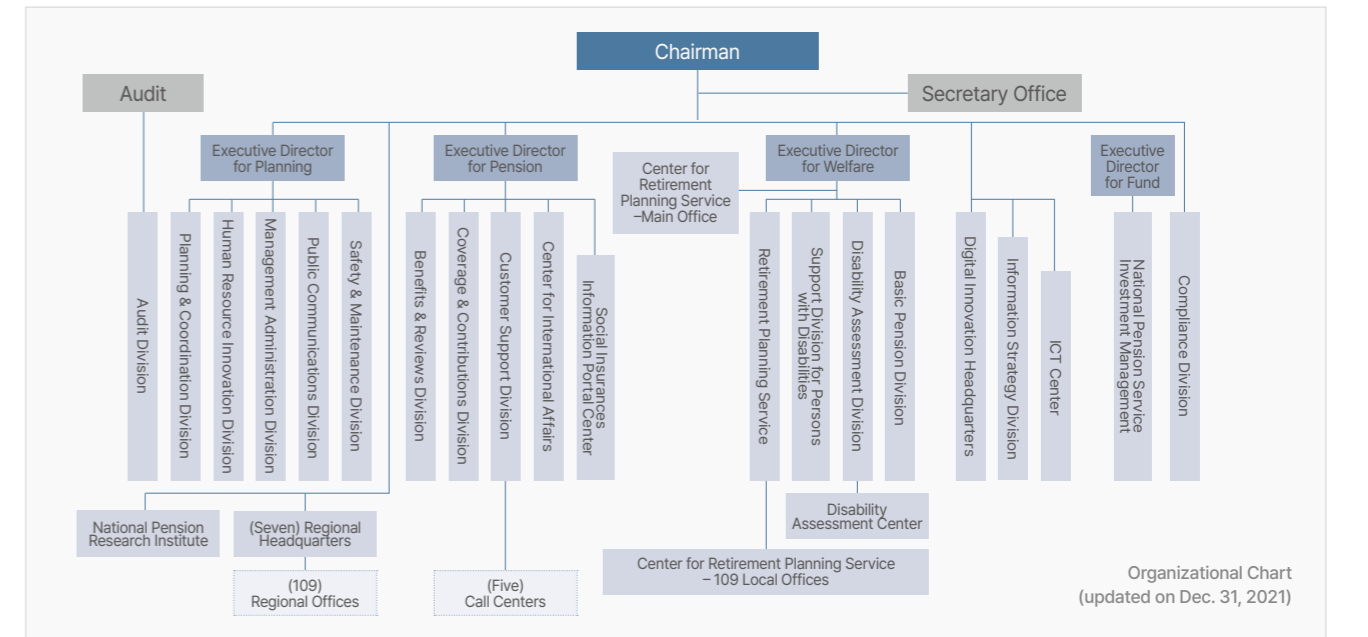 Chairman
Audit
Secretary Office
Executive Director
for Planning
Executive Director
for Pension
Center for
Retirement
Planning Service
–Main Office
Executive Director
for Welfare
Executive
Director
for Fund
Audit Division
Planning & Coordination Division
Human Resource Innovation Division
Management Administration Division
Public Communications Division
Safety & Maintenance Division
Benefits & Reviews Division
Coverage & Contributions Division
Customer Support Division
Center for International Affairs
Social Insurances
Information Portal Center
Retirement Planning Service
Support Division for Persons
with Disabilities
Disability Assessment Division
Basic Pension Division
Digital Innovation Headquarters
Information Strategy Division
ICT Center
National Pension Service
Investment Management
Compliance Division
National Pension
Research Institute
(Seven) Regional
Headquarters
Disability
Assessment Center
(109)
Regional Offices
(Five)
Call Centers
Center for Retirement Planning Service
– 109 Local Offices
Organizational Chart
(updated on Dec. 31, 2021)